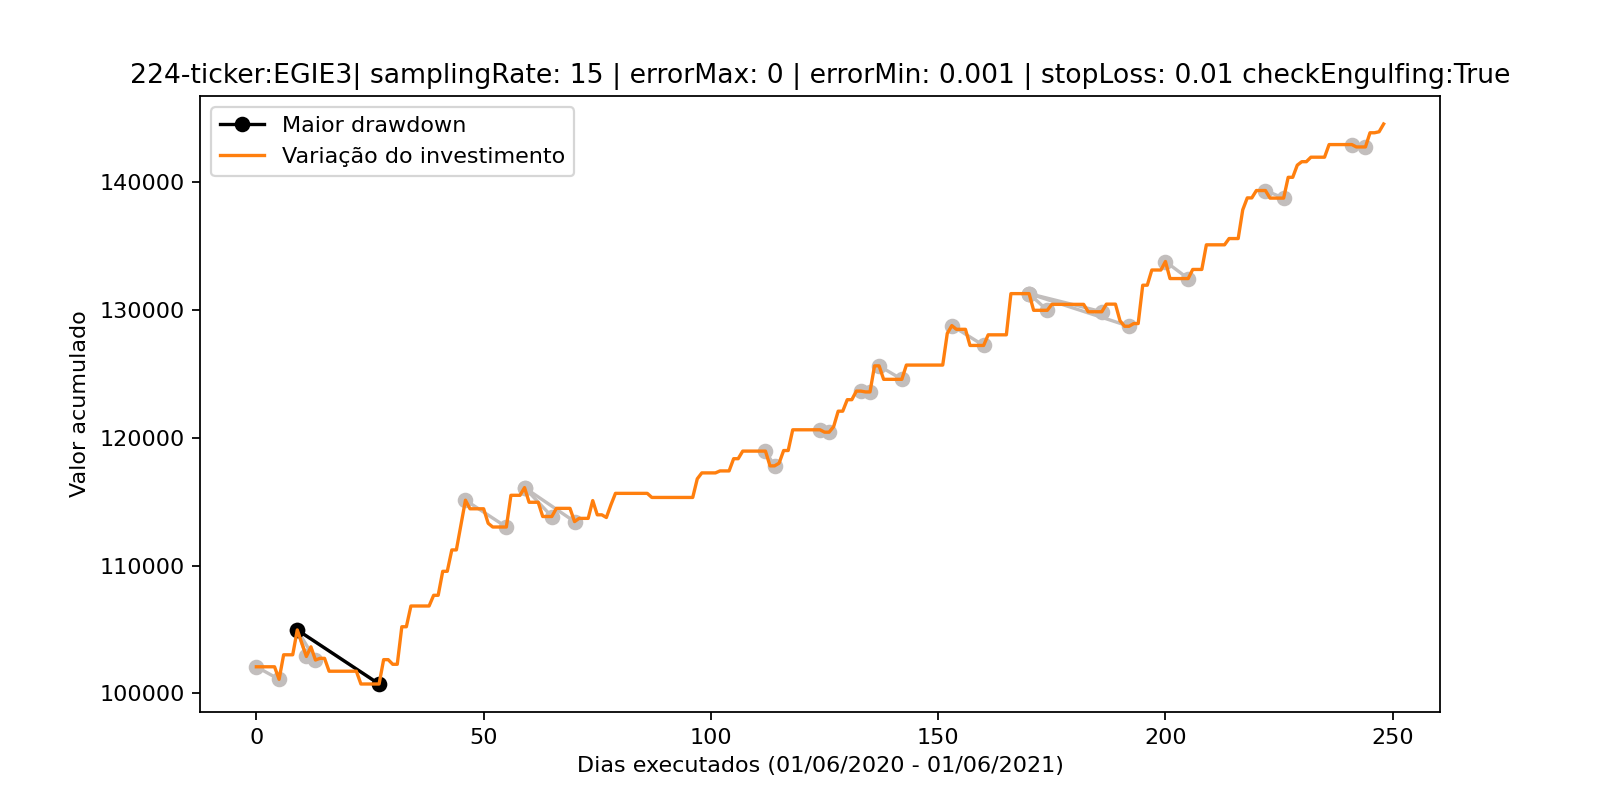 224-ticker:EGIE3| samplingRate: 15 | errorMax: 0 | errorMin: 0.001 | stopLoss: 0.01 checkEngulfing:True
Maior drawdown
Variação do investimento
140000
130000
120000
110000
100000
Valor acumulado
0 50 100 150 200 250
Dias executados (01/06/2020 - 01/06/2021)